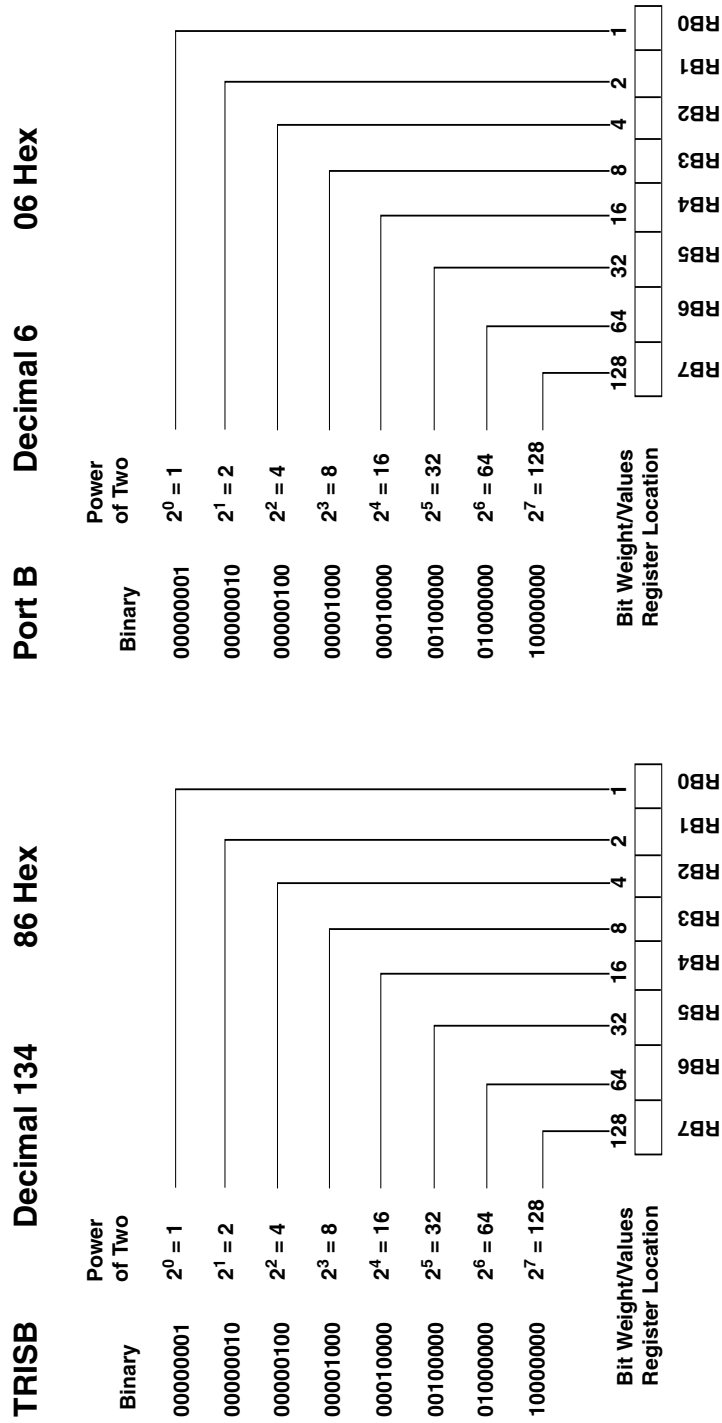 TRISB Decimal 134 86 Hex
Binary Power of Two
00000001 2⁰ = 1
00000010 2¹ = 2
00000100 2² = 4
00001000 2³ = 8
00010000 2⁴ = 16
00100000 2⁵ = 32
01000000 2⁶ = 64
10000000 2⁷ = 128
Bit Weight/Values 128 64 32 16 8 4 2 1
Register Location
RB7 RB6 RB5 RB4 RB3 RB2 RB1 RB0
Port B Decimal 6 06 Hex
Binary Power of Two
00000001 2⁰ = 1
00000010 2¹ = 2
00000100 2² = 4
00001000 2³ = 8
00010000 2⁴ = 16
00100000 2⁵ = 32
01000000 2⁶ = 64
10000000 2⁷ = 128
Bit Weight/Values 128 64 32 16 8 4 2 1
Register Location
RB7 RB6 RB5 RB4 RB3 RB2 RB1 RB0